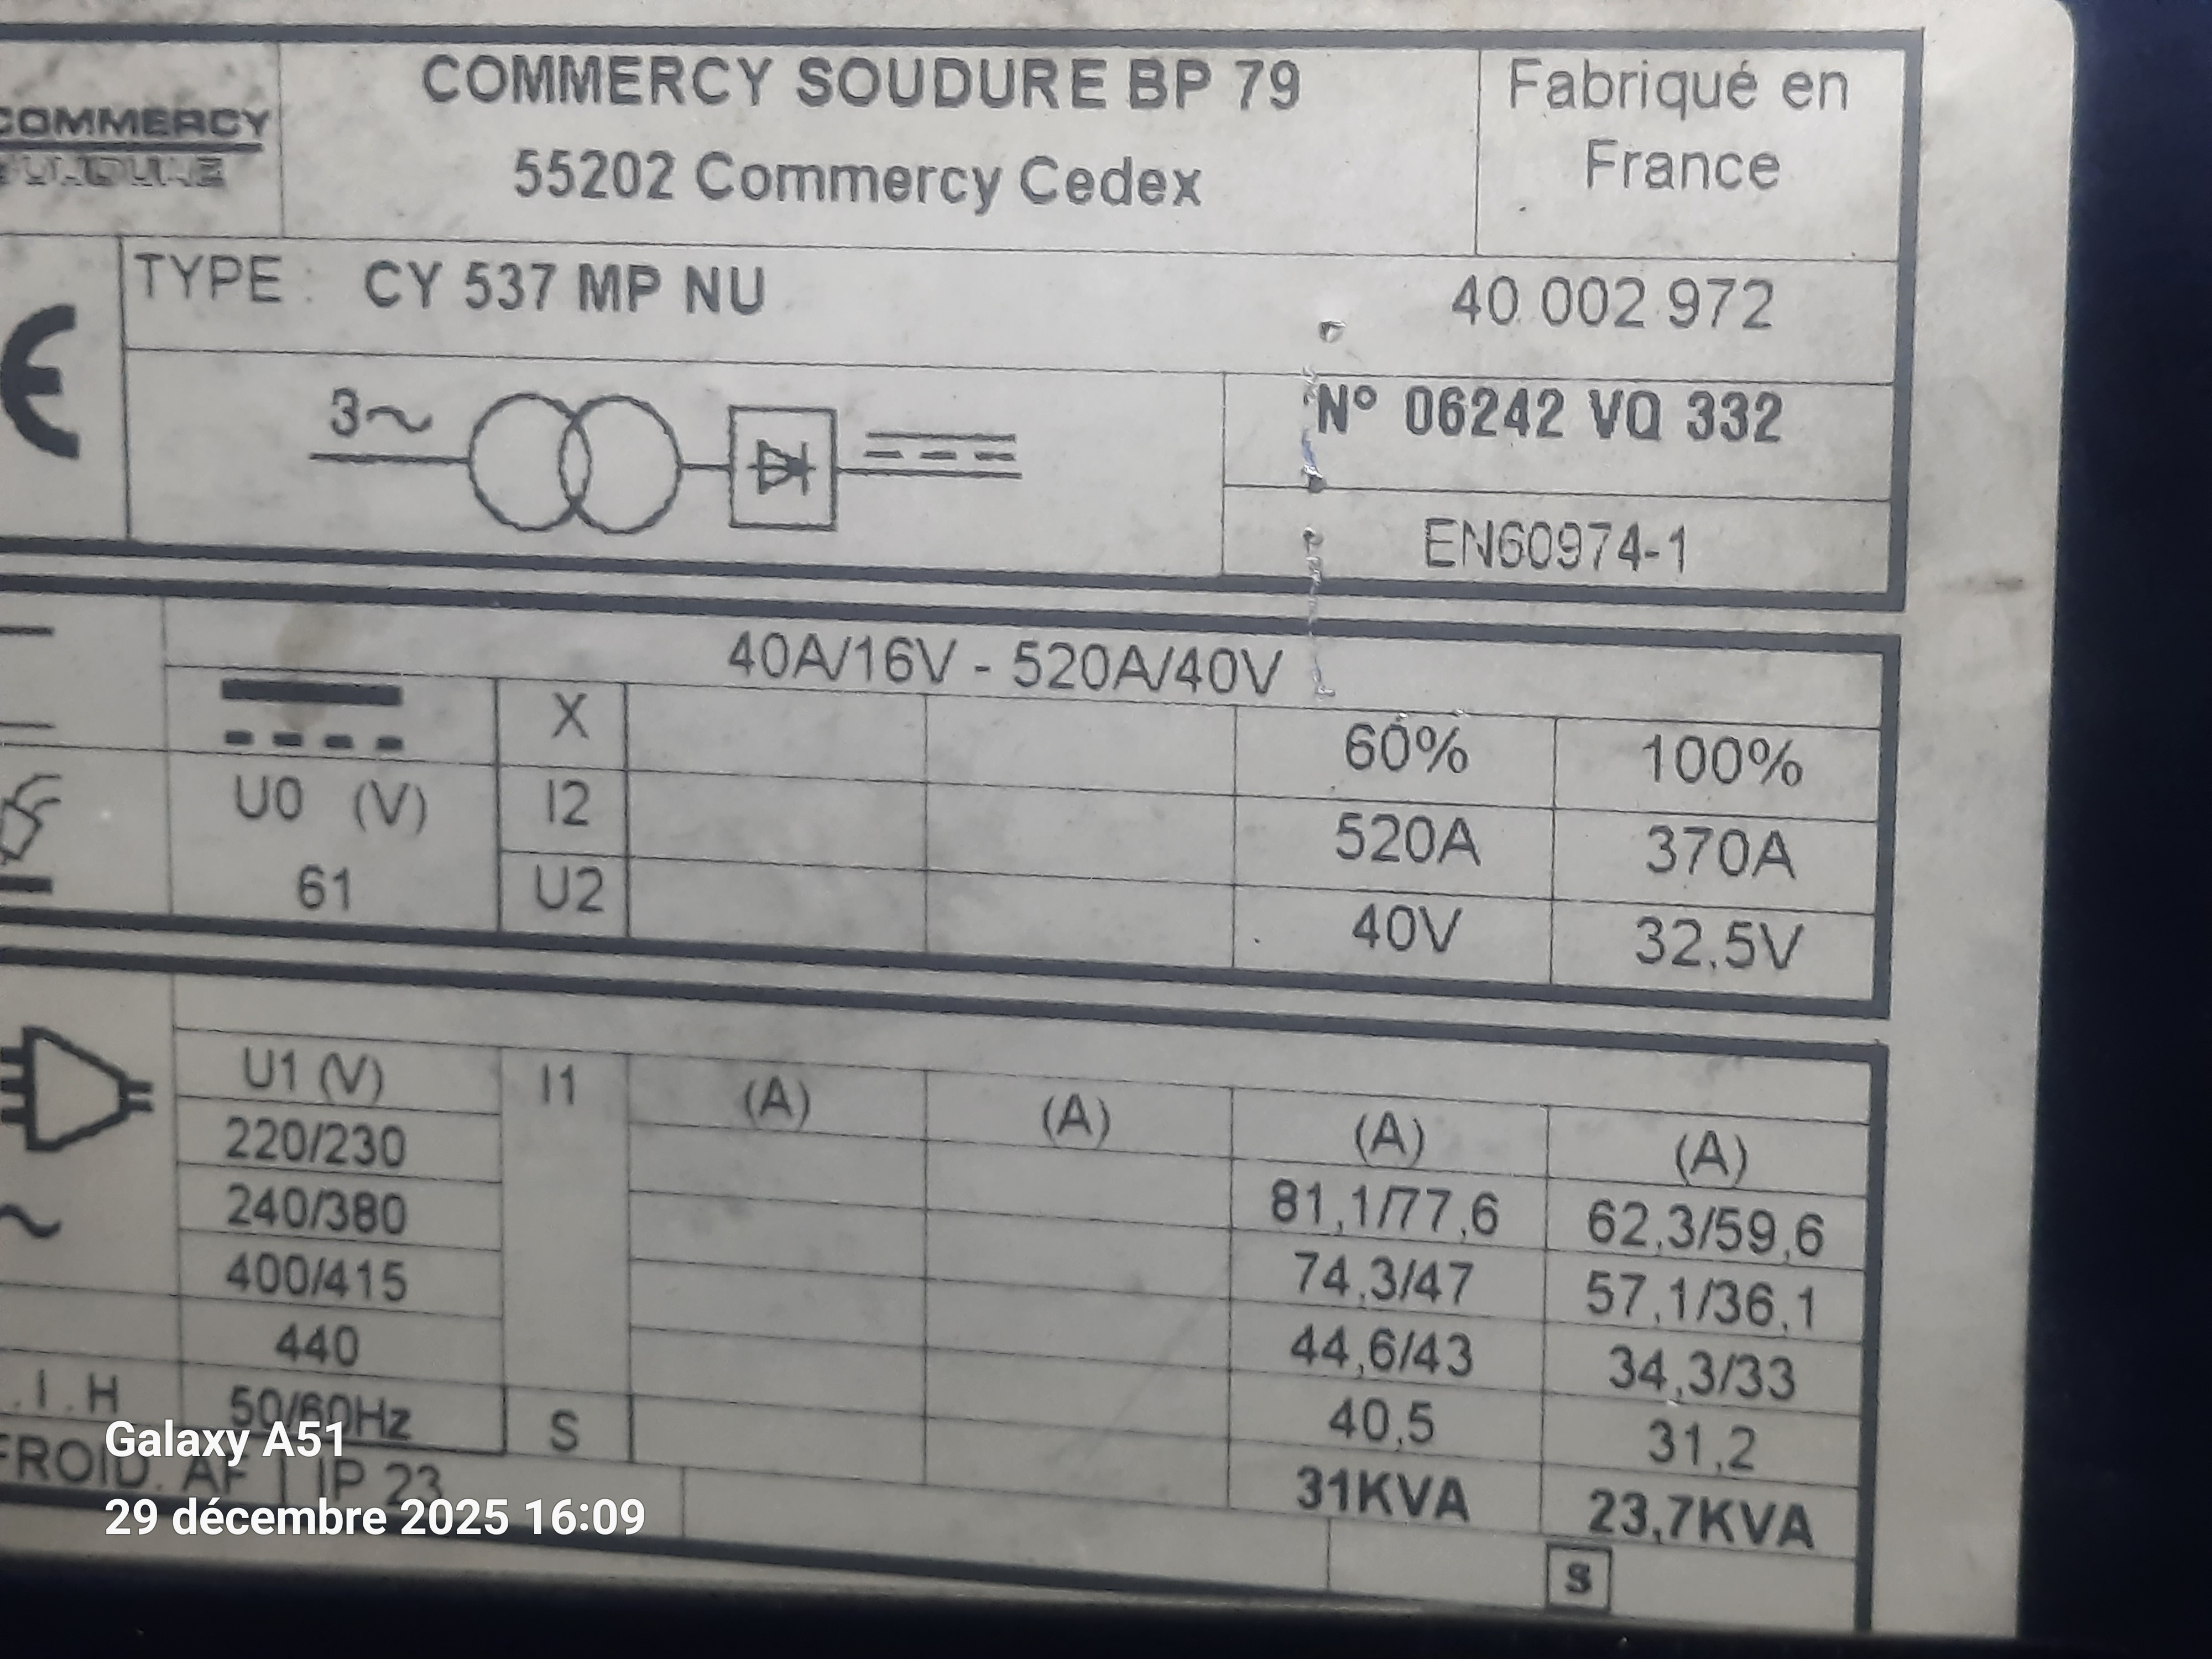 COMMERCY SOUDURE BP 79
55202 Commercy Cedex
Fabriqué en
France
COMMERCY
SOUDURE
CE
TYPE : CY 537 MP NU 40 002 972
3~
N° 06242 VQ 332
EN60974-1
40A/16V - 520A/40V
X 60% 100%
U0 (V) I2 520A 370A
61 U2 40V 32,5V
U1 (V) I1 (A) (A) (A) (A)
220/230 81,1/77,6 62,3/59,6
240/380 74,3/47 57,1/36,1
400/415 44,6/43 34,3/33
440 40,5 31,2
.I.H 50/60Hz S 31KVA 23,7KVA
FROID. AF IP 23
S
Galaxy A51
29 décembre 2025 16:09